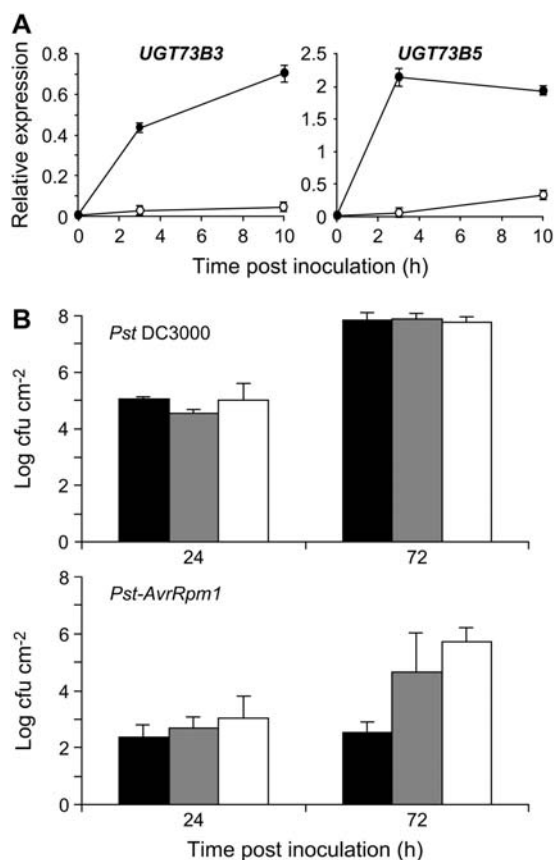 A
UGT73B3
UGT73B5
Relative expression
0.8
0.6
0.4
0.2
0
0 2 4 6 8 10
2.5
2
1.5
1
0.5
0
0 2 4 6 8 10
Time post inoculation (h)
Time post inoculation (h)
B
Pst DC3000
Log cfu cm-2
8
6
4
2
0
24 72
Pst-AvrRpm1
Log cfu cm-2
8
6
4
2
0
24 72
Time post inoculation (h)